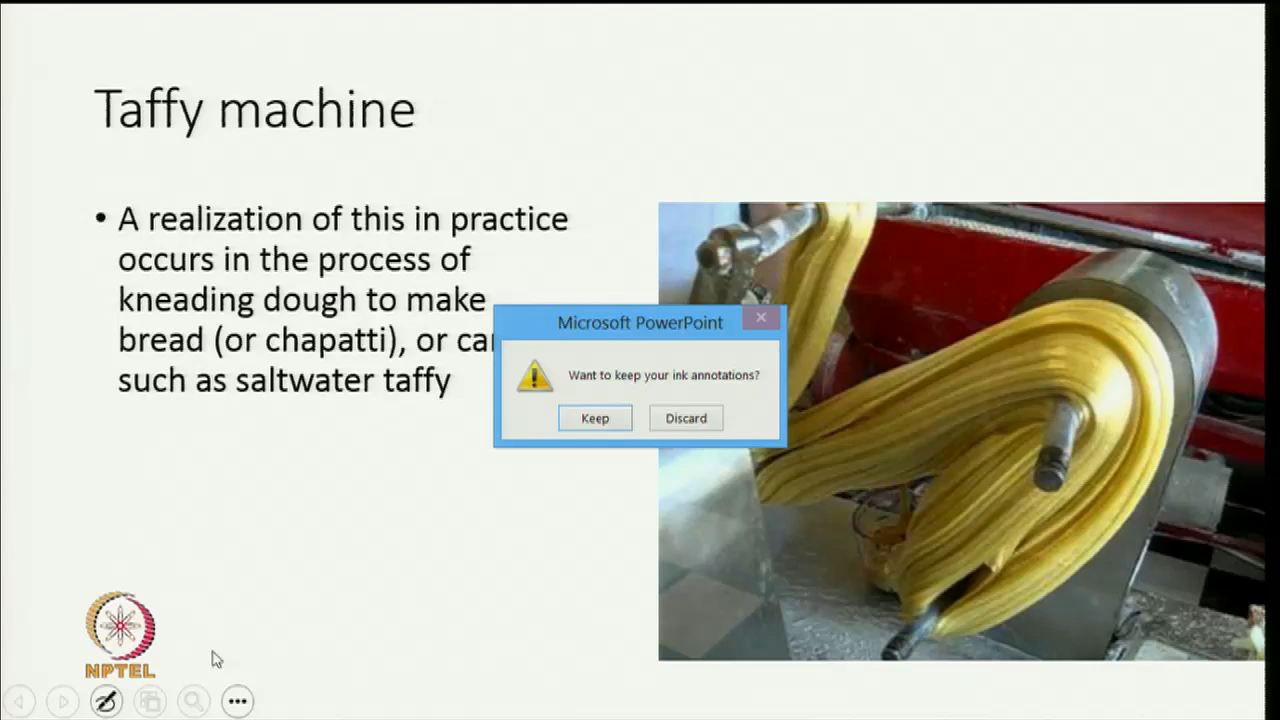 Taffy machine
• A realization of this in practice
occurs in the process of
kneading dough to make
bread (or chapatti), or
such as saltwater taffy
Microsoft PowerPoint
Want to keep your ink annotations?
Keep
Discard
NPTEL